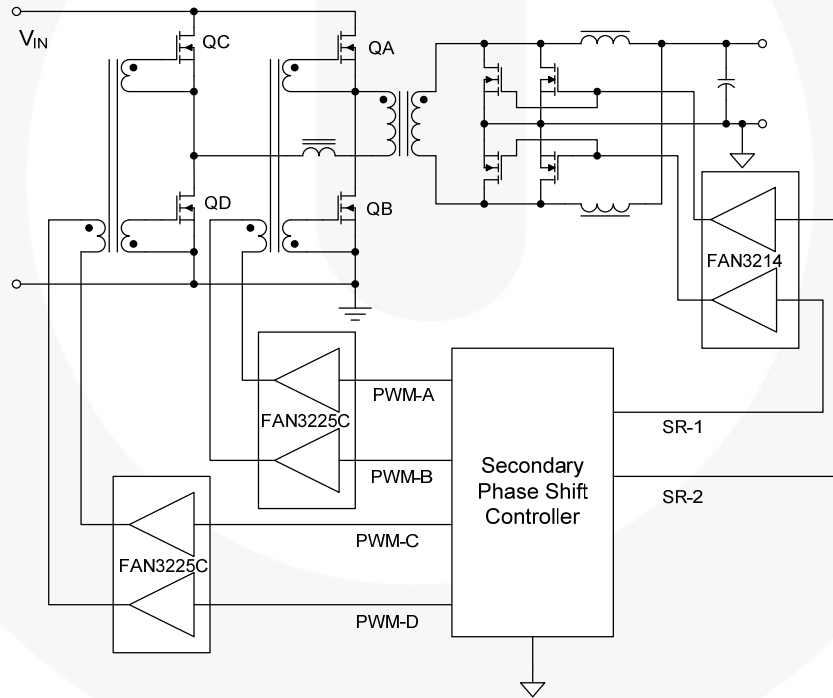 VIN
QC
QA
QD
QB
FAN3214
FAN3225C
PWM-A
PWM-B
SR-1
SR-2
Secondary
Phase Shift
Controller
FAN3225C
PWM-C
PWM-D